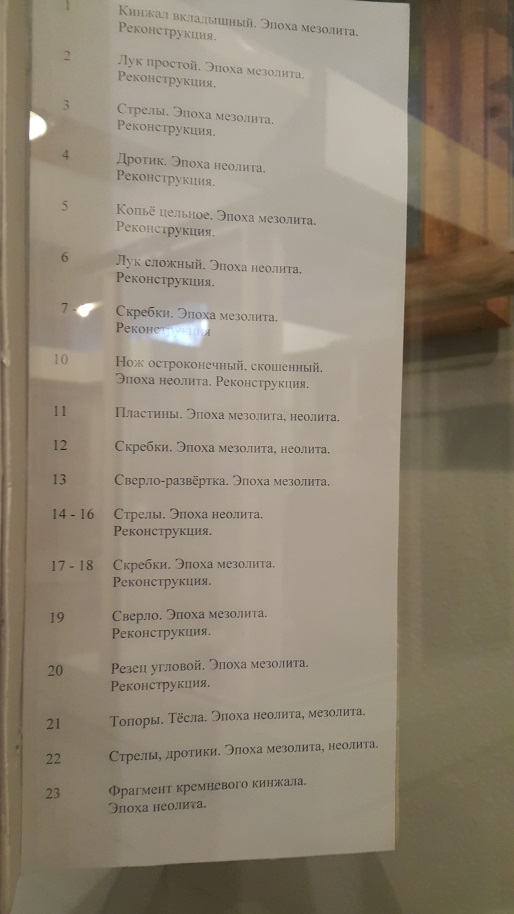 1 Кинжал вкладышный. Эпоха мезолита.
Реконструкция.
2 Лук простой. Эпоха мезолита.
Реконструкция.
3 Стрелы. Эпоха мезолита.
Реконструкция.
4 Дротик. Эпоха неолита.
Реконструкция.
5 Копьё цельное. Эпоха мезолита.
Реконструкция.
6 Лук сложный. Эпоха неолита.
Реконструкция.
7 - Скребки. Эпоха мезолита.
Реконструкция
10 Нож остроконечный, скошенный.
Эпоха неолита. Реконструкция.
11 Пластины. Эпоха мезолита, неолита.
12 Скребки. Эпоха мезолита, неолита.
13 Сверло-развёртка. Эпоха мезолита.
14 - 16 Стрелы. Эпоха неолита.
Реконструкция.
17 - 18 Скребки. Эпоха мезолита.
Реконструкция.
19 Сверло. Эпоха мезолита.
Реконструкция.
20 Резец угловой. Эпоха мезолита.
Реконструкция.
21 Топоры. Тёсла. Эпоха неолита, мезолита.
22 Стрелы, дротики. Эпоха мезолита, неолита.
23 Фрагмент кремневого кинжала.
Эпоха неолита.